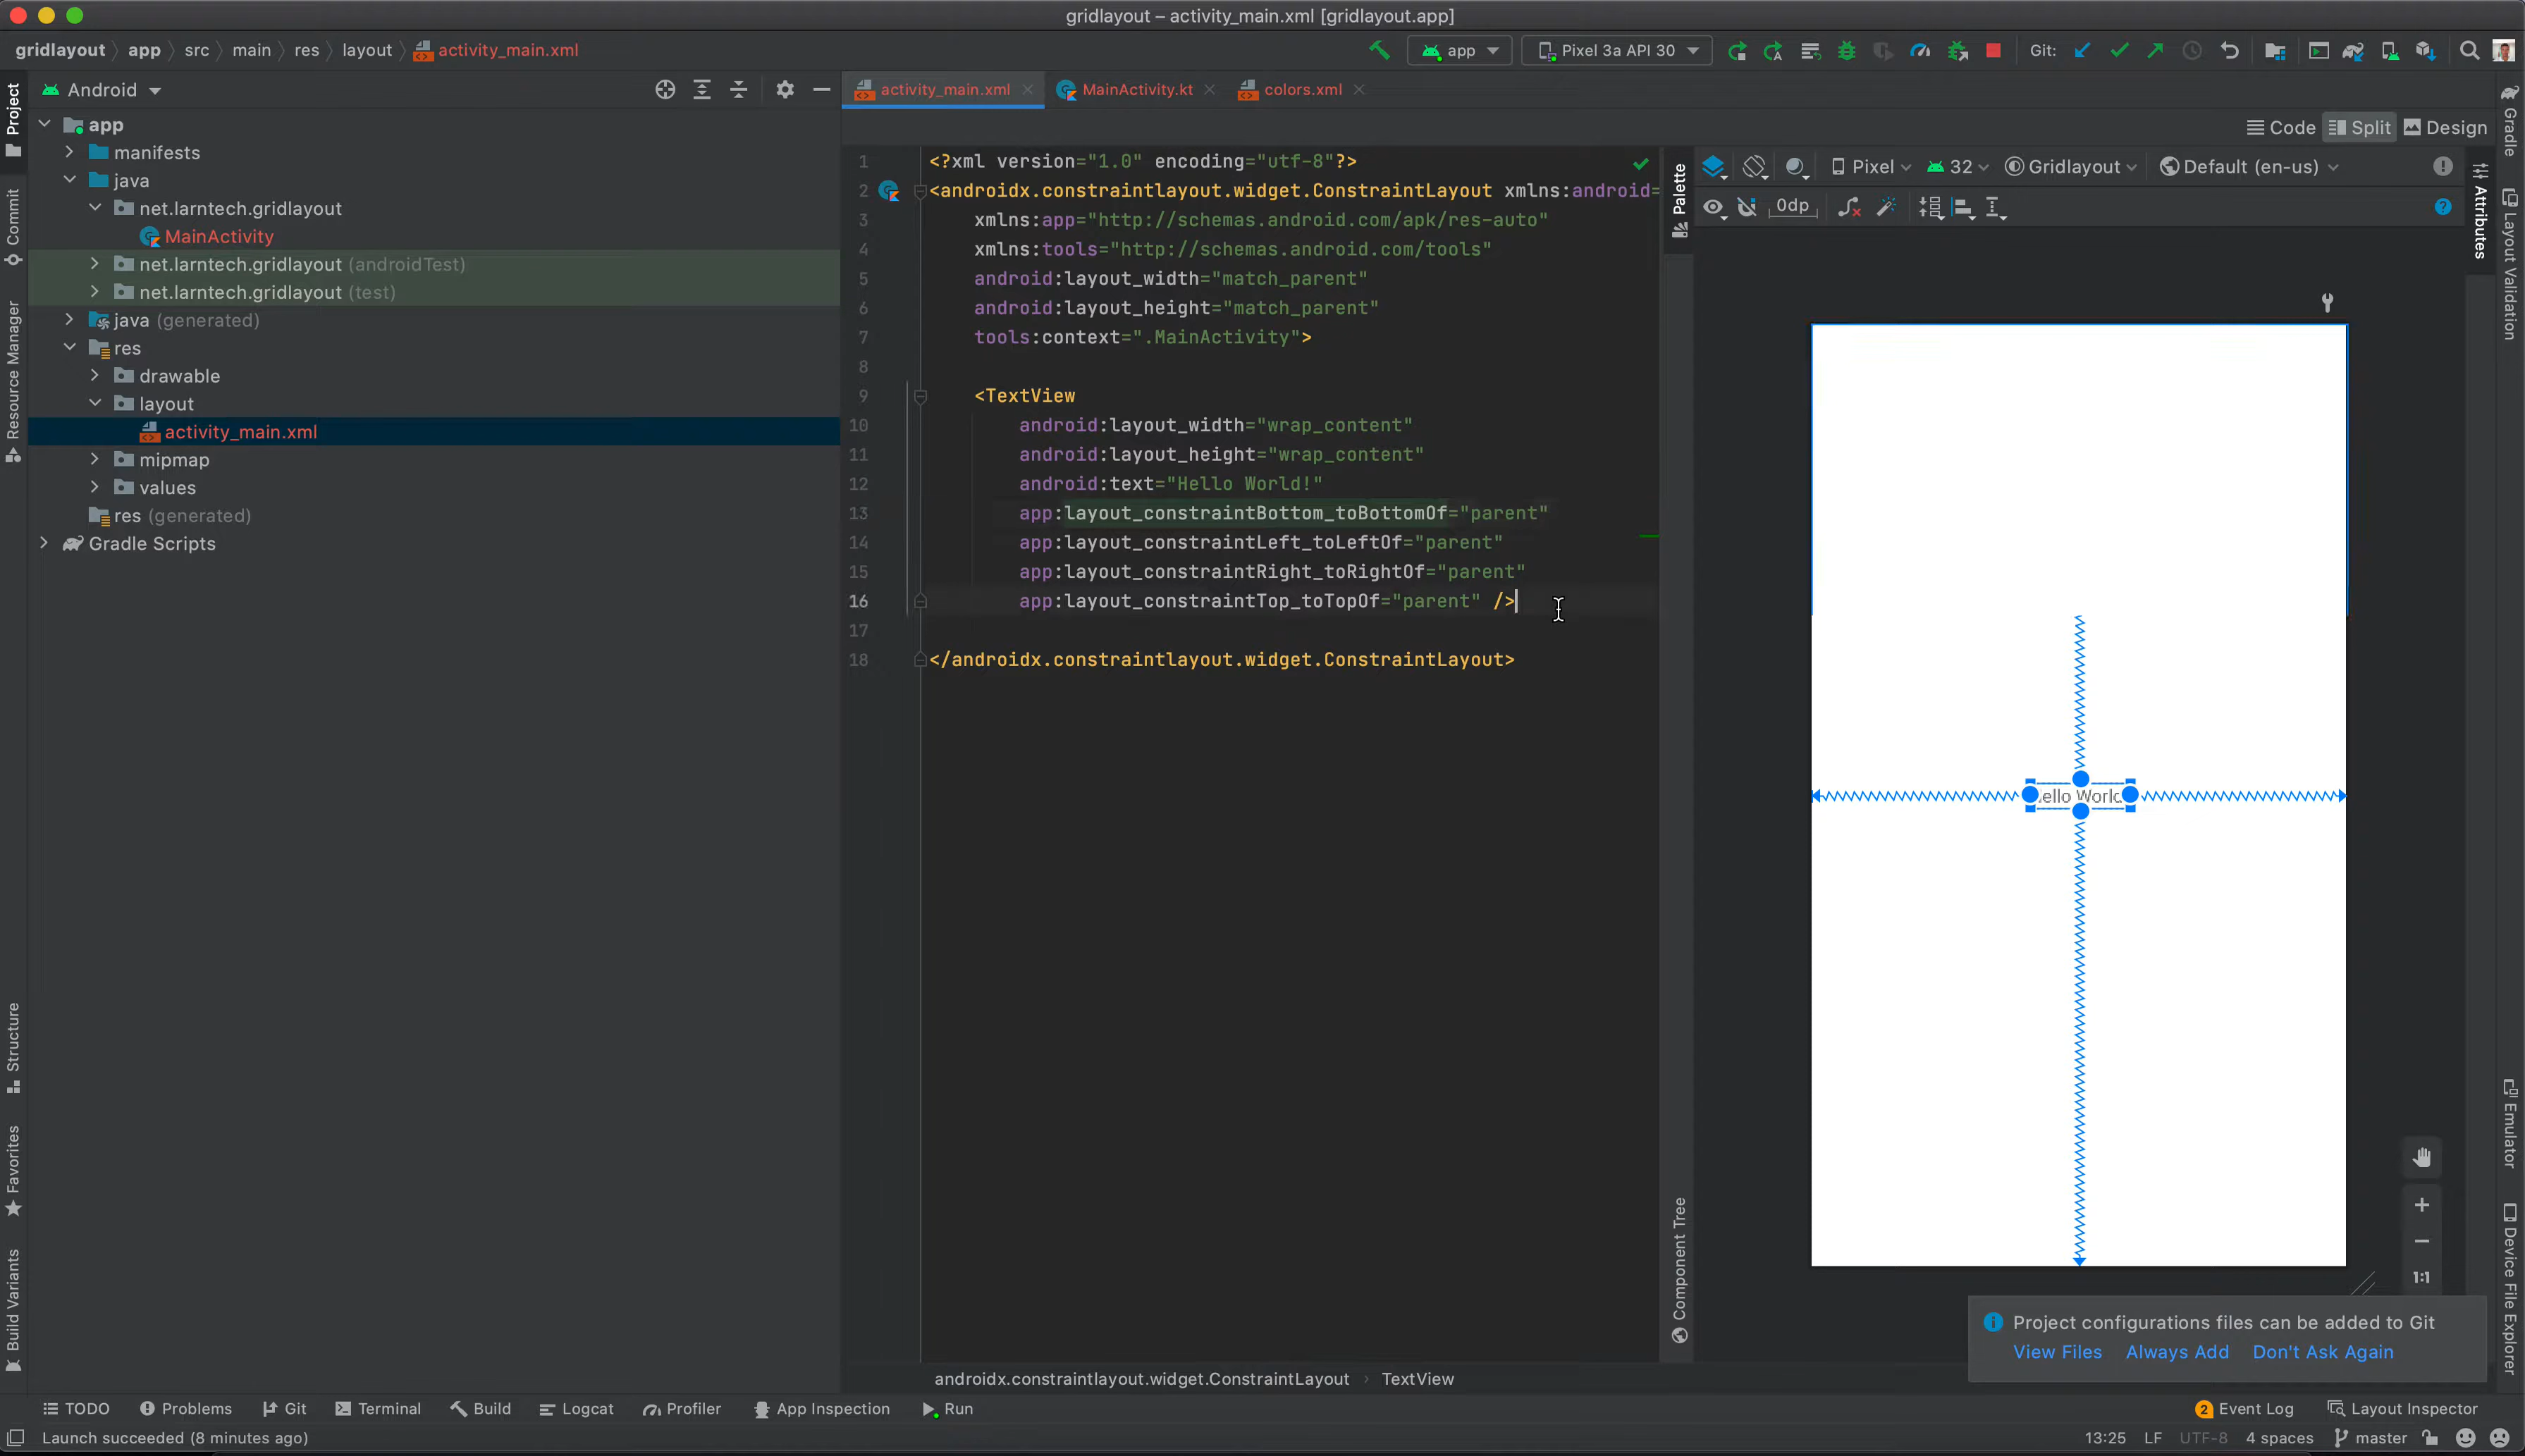 gridlayout – activity_main.xml [gridlayout.app]
gridlayout app src main res layout activity_main.xml
app Pixel 3a API 30 Git:
Project
Commit
Resource Manager
Structure
Favorites
Build Variants
Android
app
manifests
java
net.larntech.gridlayout
MainActivity
net.larntech.gridlayout (androidTest)
net.larntech.gridlayout (test)
java (generated)
res
drawable
layout
activity_main.xml
mipmap
values
res (generated)
Gradle Scripts
activity_main.xml MainActivity.kt colors.xml
Code Split Design
1 <?xml version="1.0" encoding="utf-8"?>
2 <androidx.constraintlayout.widget.ConstraintLayout xmlns:android=
3 xmlns:app="http://schemas.android.com/apk/res-auto"
4 xmlns:tools="http://schemas.android.com/tools"
5 android:layout_width="match_parent"
6 android:layout_height="match_parent"
7 tools:context=".MainActivity">
8
9 <TextView
10 android:layout_width="wrap_content"
11 android:layout_height="wrap_content"
12 android:text="Hello World!"
13 app:layout_constraintBottom_toBottomOf="parent"
14 app:layout_constraintLeft_toLeftOf="parent"
15 app:layout_constraintRight_toRightOf="parent"
16 app:layout_constraintTop_toTopOf="parent" />
17
18 </androidx.constraintlayout.widget.ConstraintLayout>
androidx.constraintlayout.widget.ConstraintLayout TextView
Palette
Component Tree
Pixel 32 Gridlayout Default (en-us)
0dp
ello World
1:1
Attributes
Gradle
Layout Validation
Emulator
Device File Explorer
Project configurations files can be added to Git
View Files Always Add Don't Ask Again
TODO Problems Git Terminal Build Logcat Profiler App Inspection Run
2 Event Log Layout Inspector
Launch succeeded (8 minutes ago)
13:25 LF UTF-8 4 spaces master